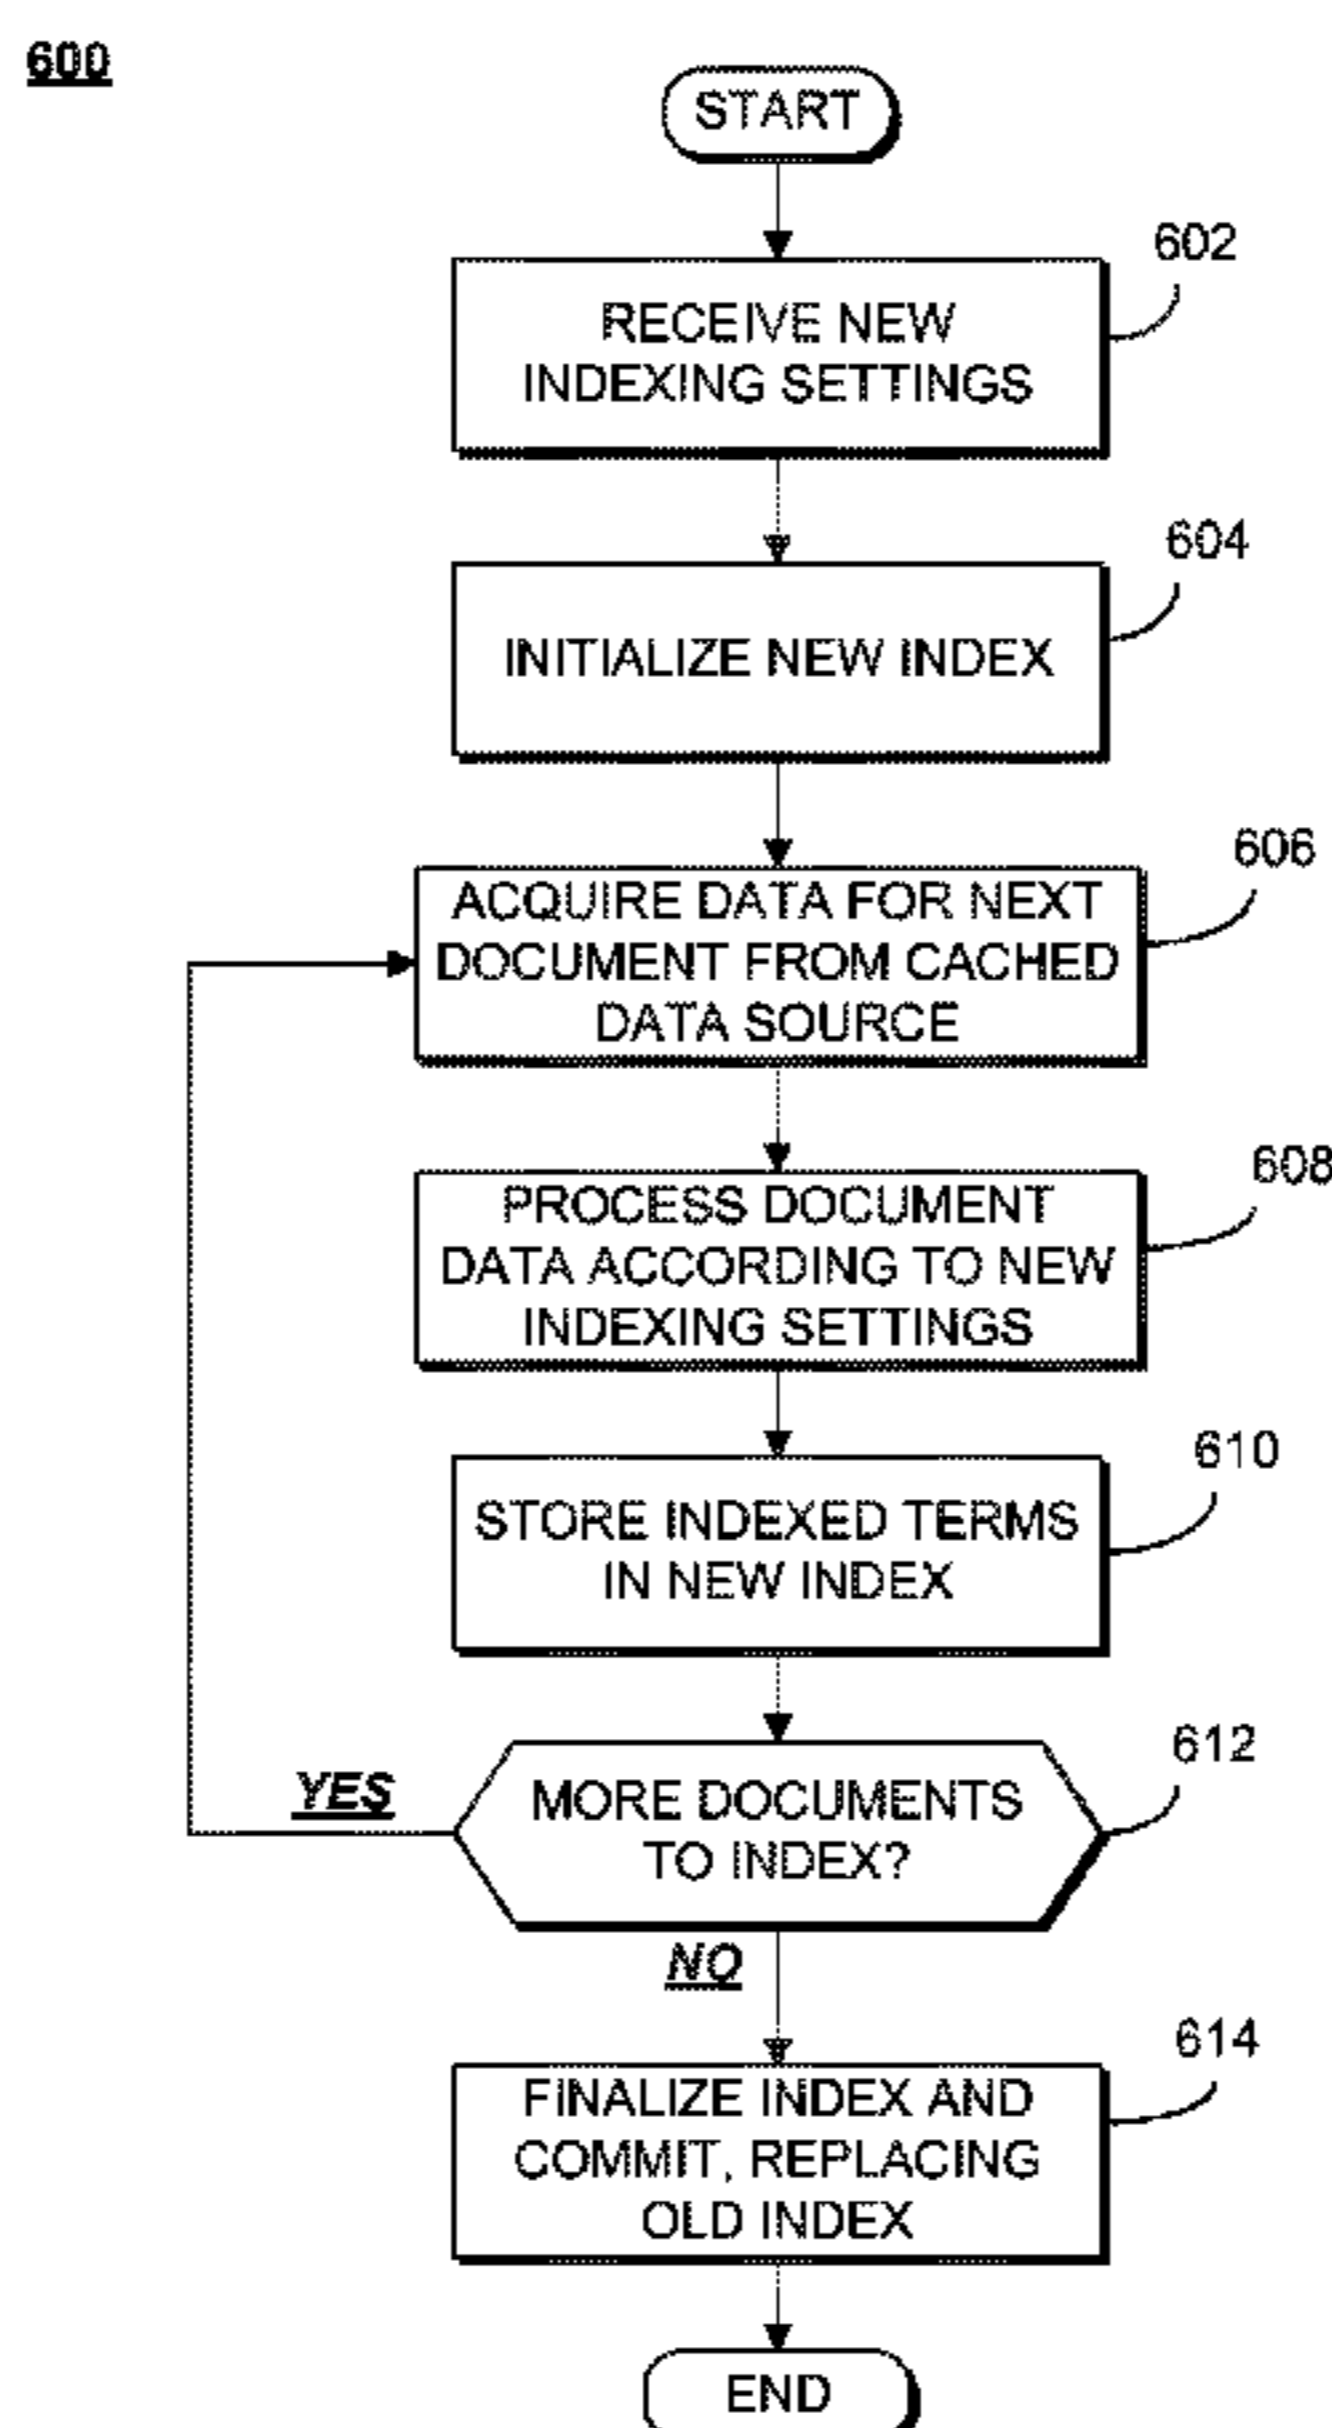 600
START
602
RECEIVE NEW
INDEXING SETTINGS
604
INITIALIZE NEW INDEX
606
ACQUIRE DATA FOR NEXT
DOCUMENT FROM CACHED
DATA SOURCE
608
PROCESS DOCUMENT
DATA ACCORDING TO NEW
INDEXING SETTINGS
610
STORE INDEXED TERMS
IN NEW INDEX
612
MORE DOCUMENTS
TO INDEX?
YES
NO
614
FINALIZE INDEX AND
COMMIT, REPLACING
OLD INDEX
END